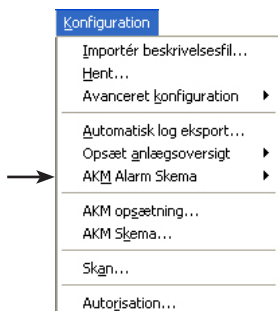 Konfiguration
Importér beskrivelsesfil...
Hent...
Avanceret konfiguration
Automatisk log eksport...
Opsæt anlægsoversigt
AKM Alarm Skema
AKM opsætning...
AKM Skema...
Skan...
Autorisation...